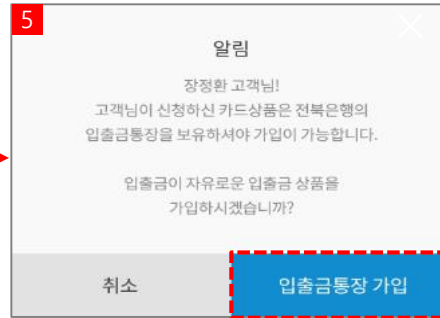 5
알림
장정환 고객님!
고객님이 신청하신 카드상품은 전북은행의
입출금통장을 보유하셔야 가입이 가능합니다.
입출금이 자유로운 입출금 상품을
가입하시겠습니까?
취소
입출금통장 가입